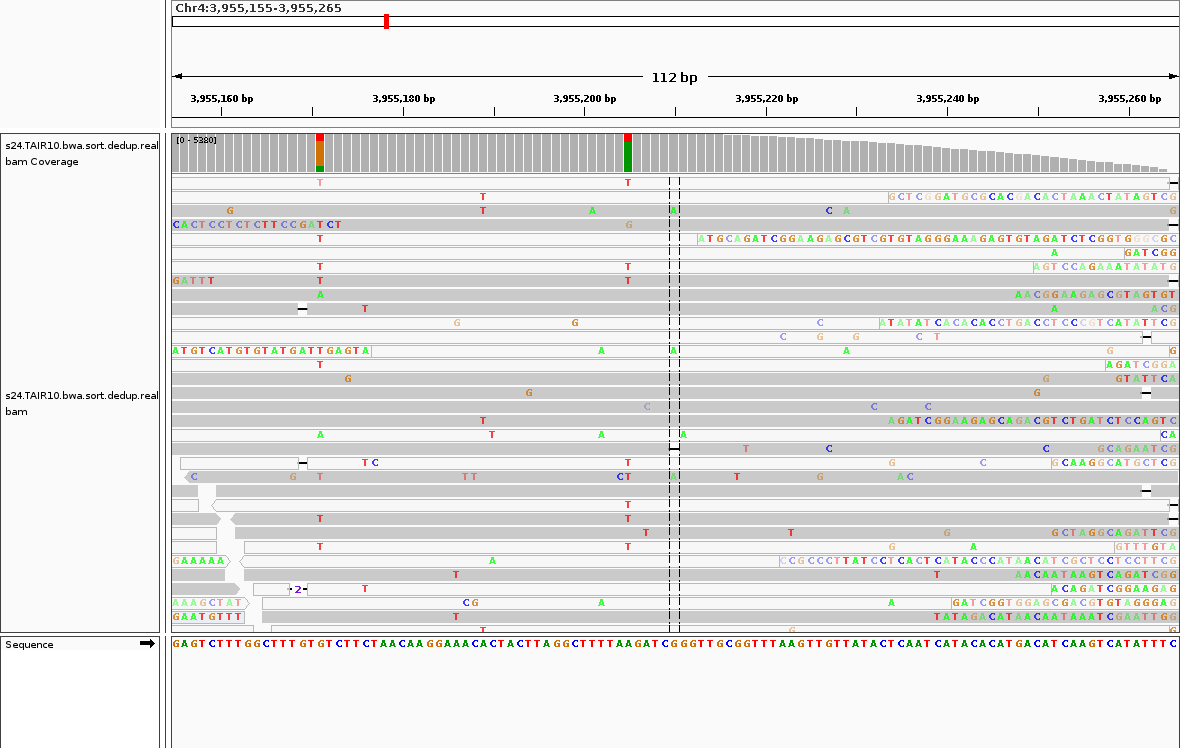 Chr4:3,955,155-3,955,265
112 bp
3,955,160 bp 3,955,180 bp 3,955,200 bp 3,955,220 bp 3,955,240 bp 3,955,260 bp
s24.TAIR10.bwa.sort.dedup.real
bam Coverage
[0 - 5380]
T T
T GCTCGGATGCGCACGACACTAAACTATAGTCG
G T A A C A G
CACTCCTCTCTTCCGATCT G
T ATGCAGATCGGAAGAGCGTCGTGTAGGGAAAGAGTGTAGATCTCGGTGGGCGC
A GATCGG
T T AGTCCAGAAATATATG
GATTT T T
A AACGGAAGAGCGTAGTGT
T A ACG
G G C ATATATCACACACCTGACCTCCCGTCATATTCG
C G G C T
ATGTCATGTGTATGATTGAGTA A A A G G
T AGATCGGA
G G GTATTCA
G G
C C C
T AGATCGGAAGAGCAGACGTCTGATCTCCAGTC
A T A A CA
T C C GCAGAATCG
s24.TAIR10.bwa.sort.dedup.real
bam
TC T G C GCAAGGCATGCTCG
C G T TT CT A T G AC
T
T T
T T G GCTAGGCAGATTCG
T T G A GTTTGTA
GAAAAA A CCGCCCTTATCCTCACTCATACCCATAACATCGCTCCTCCTTCG
T T AACAATAAGTCAGATCGG
2 T ACAGATCGGAAGAG
AAAGCTAT CG A A GATCGGTGGAGCGACGTGTAGGGAG
GAATGTTT T TATAGACATAACAATAAATCGAATTGG
Sequence
GAGTCTTTGGCTTTGTGTCTTCTAACAAGGAAACACTACTTAGGCTTTTAAGATCGGGTTGCGGTTTAAGTTGTTATACTCAATCATACACATGACATCAAGTCATATTTC